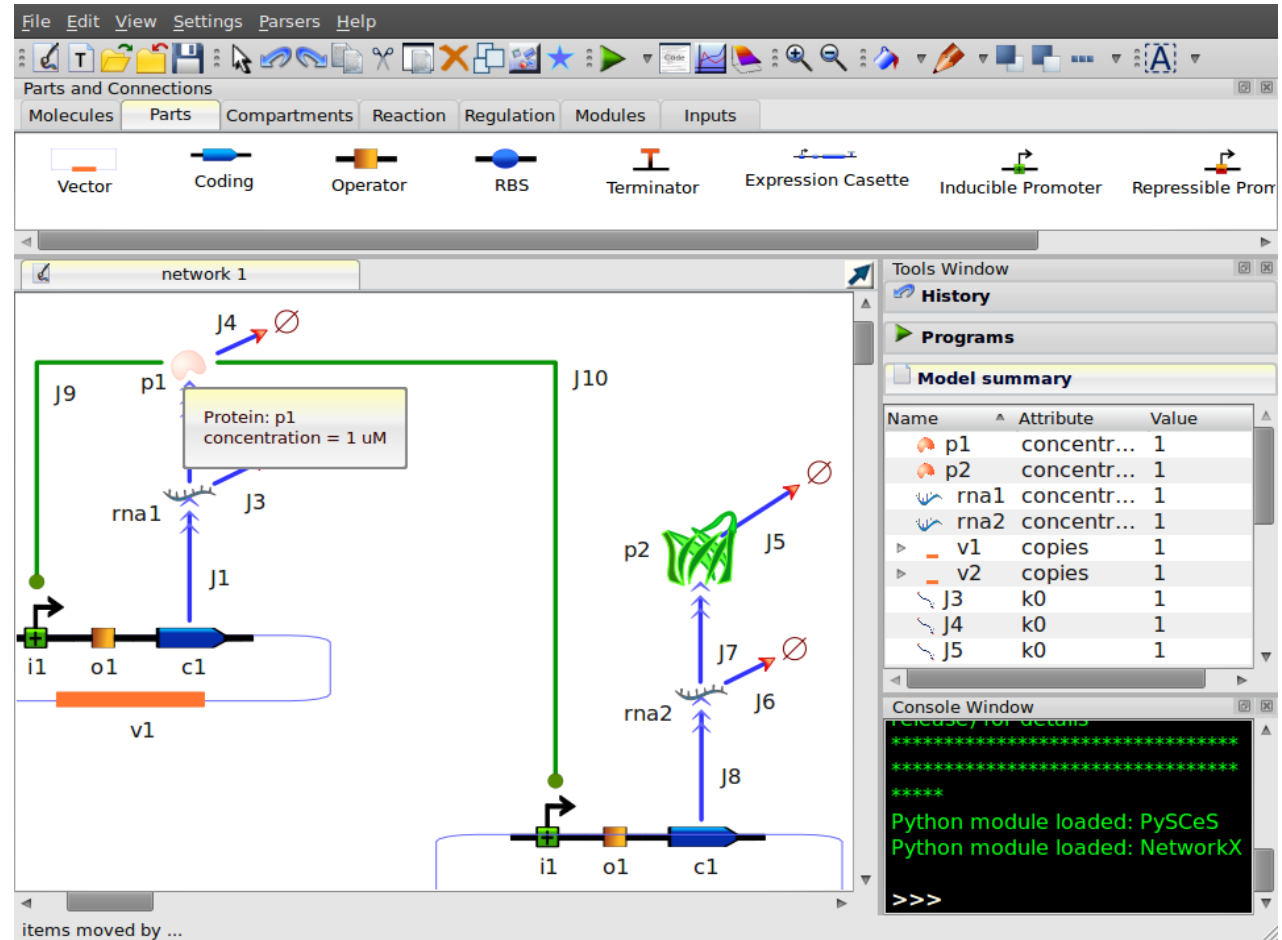 File Edit View Settings Parsers Help
T Code A
Parts and Connections
Molecules Parts Compartments Reaction Regulation Modules Inputs
Vector Coding Operator RBS Terminator Expression Casette Inducible Promoter Repressible Prom
network 1
J4
J9
p1
J10
Protein: p1
concentration = 1 uM
rna1
J3
J1
i1 o1 c1
v1
p2
J5
J7
rna2
J6
J8
i1 o1 c1
Tools Window
History
Programs
Model summary
Name Attribute Value
p1 concentr... 1
p2 concentr... 1
rna1 concentr... 1
rna2 concentr... 1
v1 copies 1
v2 copies 1
J3 k0 1
J4 k0 1
J5 k0 1
Console Window
release) for details
*********************************
*********************************
*****
Python module loaded: PySCeS
Python module loaded: NetworkX
>>>
items moved by ...